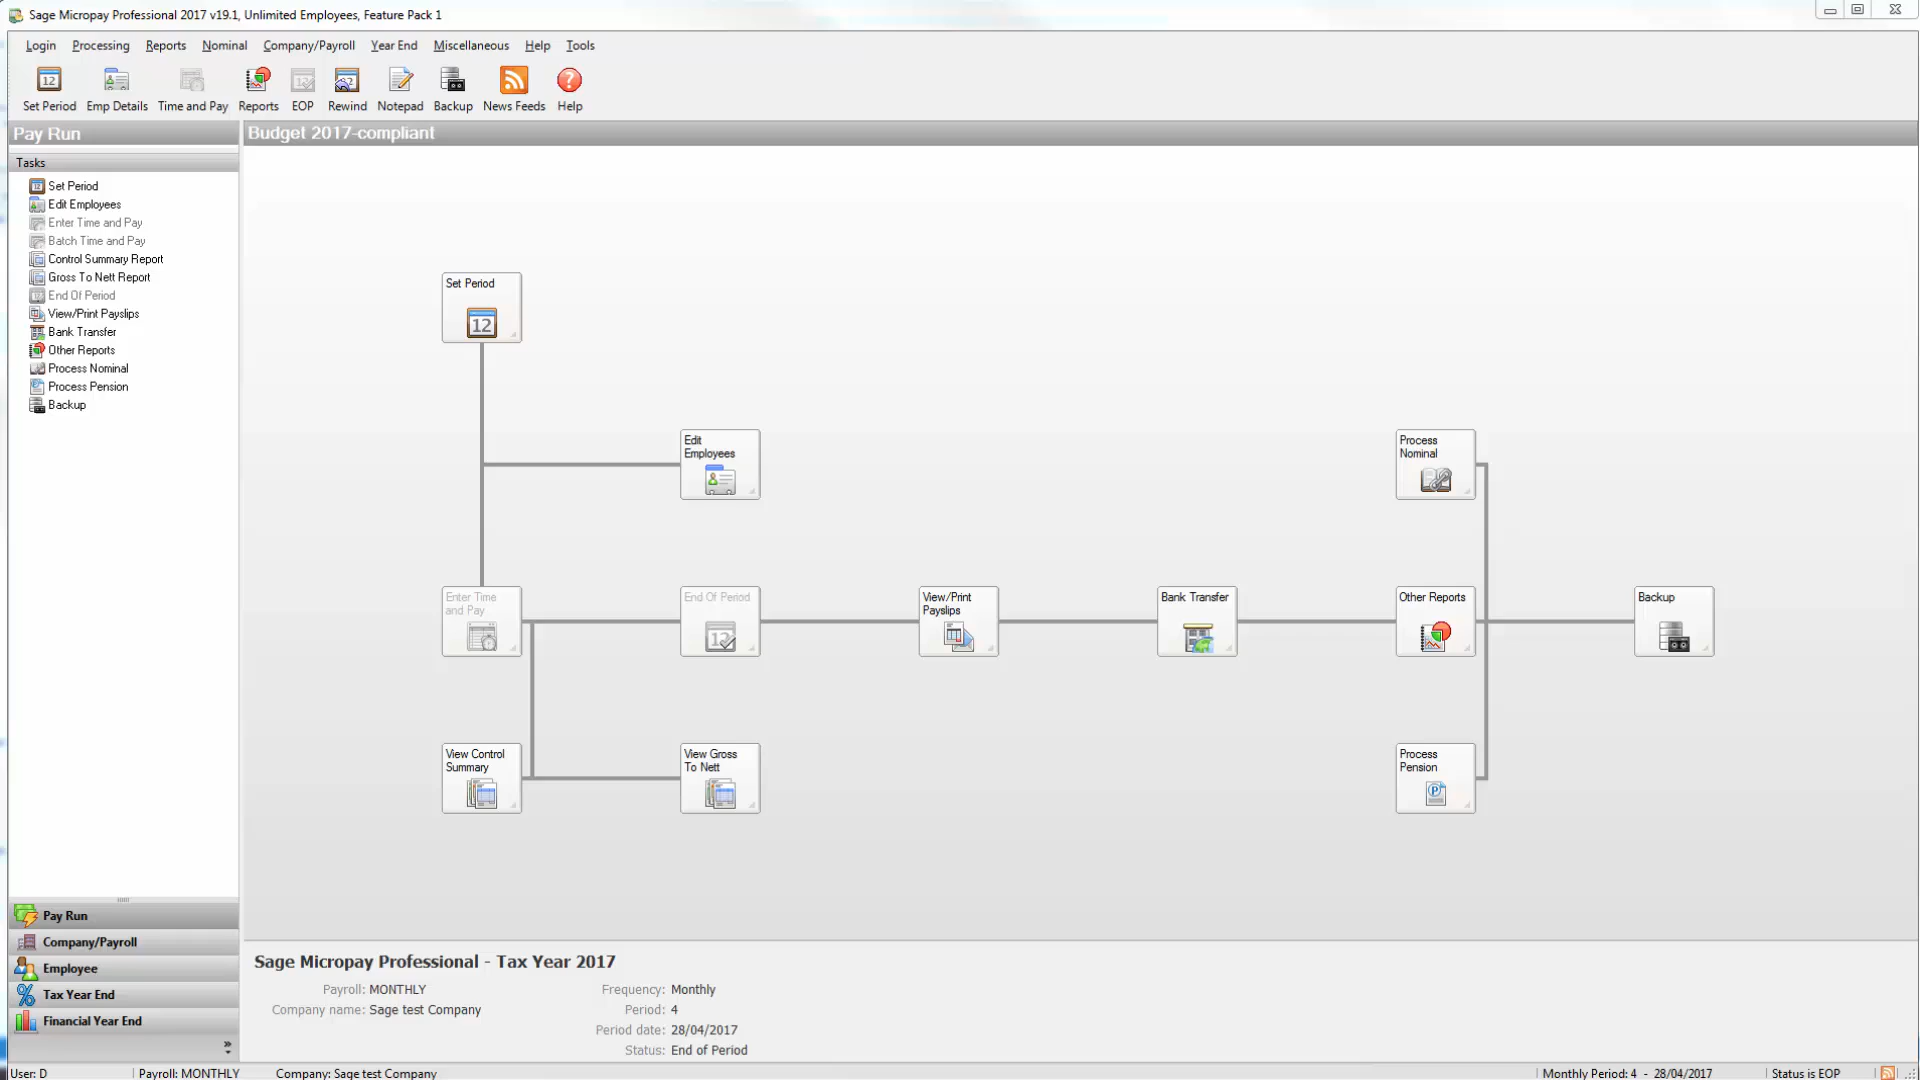 Sage Micropay Professional 2017 v19.1, Unlimited Employees, Feature Pack 1
Login Processing Reports Nominal Company/Payroll Year End Miscellaneous Help Tools
12
Set Period Emp Details Time and Pay Reports EOP Rewind Notepad Backup News Feeds Help
Pay Run
Budget 2017-compliant
Tasks
Set Period
Edit Employees
Enter Time and Pay
Batch Time and Pay
Control Summary Report
Gross To Nett Report
End Of Period
View/Print Payslips
Bank Transfer
Other Reports
Process Nominal
Process Pension
Backup
Set Period
12
Edit
Employees
Process
Nominal
Enter Time
and Pay
End Of Period
12
View/Print
Payslips
Bank Transfer
Other Reports
Backup
View Control
Summary
View Gross
To Nett
Process
Pension
P
Pay Run
Company/Payroll
Employee
Tax Year End
Financial Year End
Sage Micropay Professional - Tax Year 2017
Payroll: MONTHLY
Company name: Sage test Company
Frequency: Monthly
Period: 4
Period date: 28/04/2017
Status: End of Period
User: D Payroll: MONTHLY Company: Sage test Company Monthly Period: 4 - 28/04/2017 Status is EOP